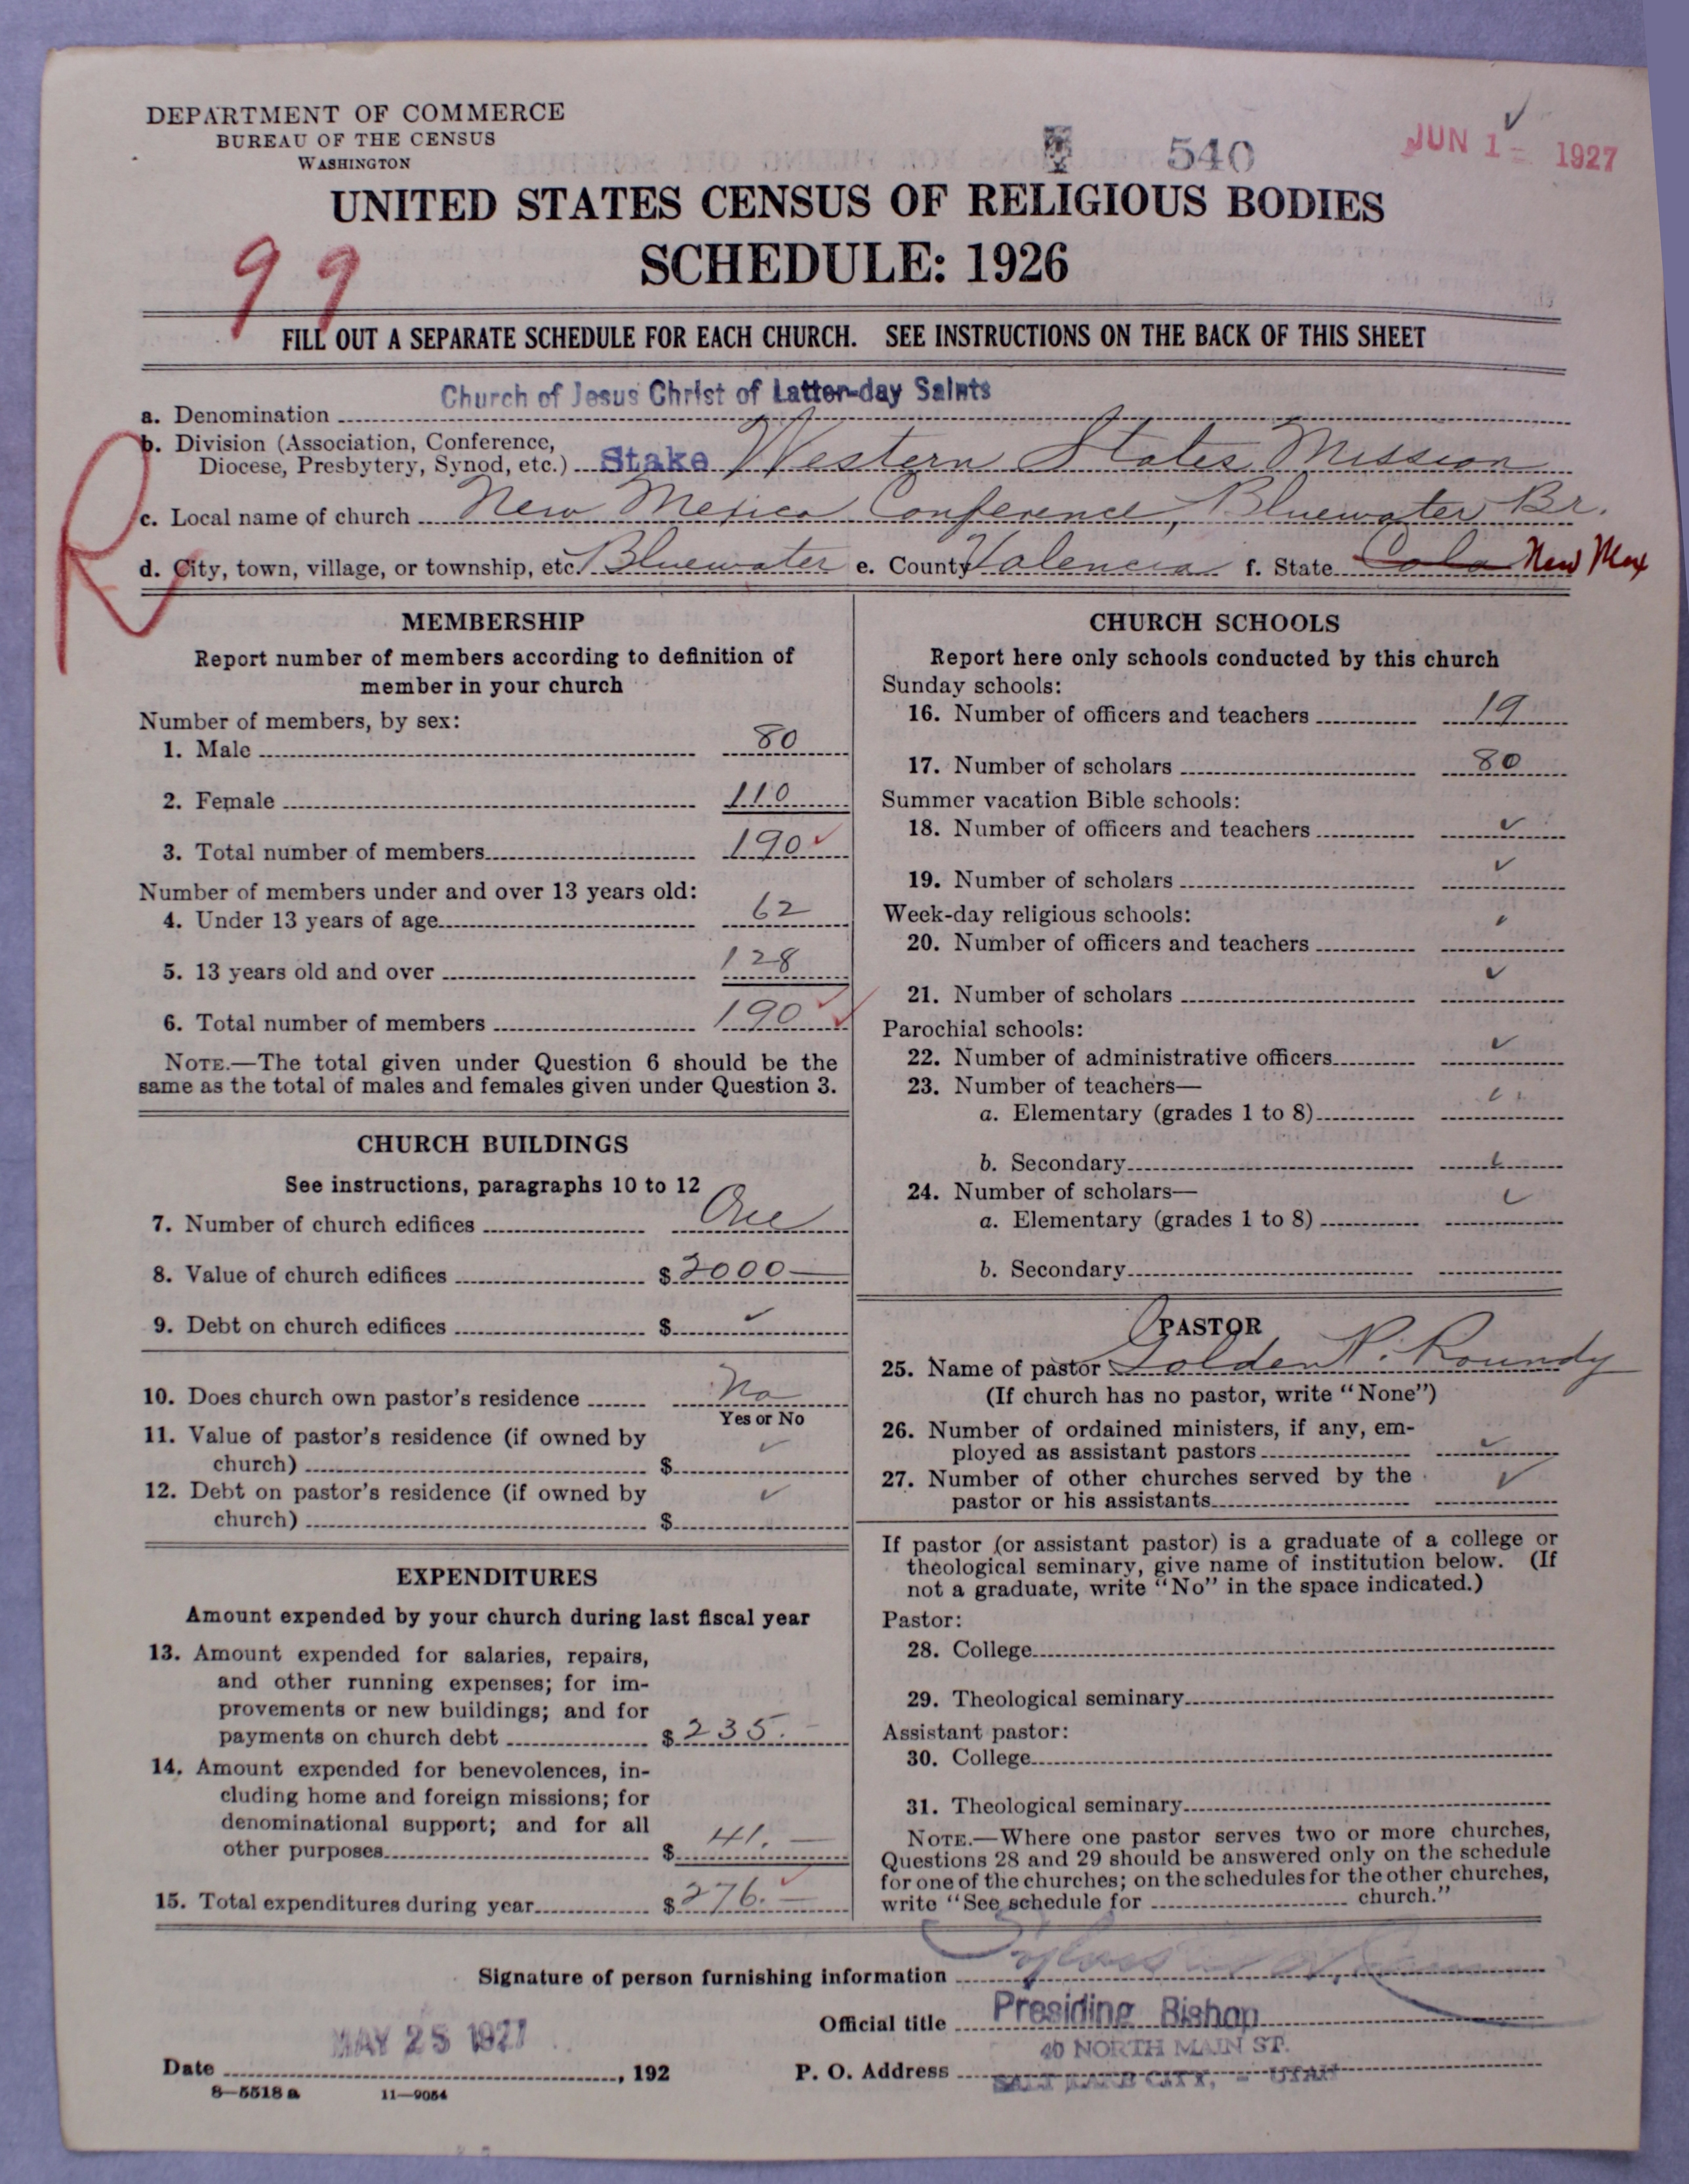 DEPARTMENT OF COMMERCE
BUREAU OF THE CENSUS
WASHINGTON
540
JUN 1 - 1927
UNITED STATES CENSUS OF RELIGIOUS BODIES
SCHEDULE: 1926
99
FILL OUT A SEPARATE SCHEDULE FOR EACH CHURCH. SEE INSTRUCTIONS ON THE BACK OF THIS SHEET
a. Denomination Church of Jesus Christ of Latter-day Saints
b. Division (Association, Conference,
Diocese, Presbytery, Synod, etc.) Stake Western States Mission
R
c. Local name of church New Mexico Conference, Bluewater Br.
d. City, town, village, or township, etc. Bluewater e. County Valencia f. State Colo New Mex
MEMBERSHIP
Report number of members according to definition of
member in your church
Number of members, by sex:
1. Male 80
2. Female 110
3. Total number of members 190 ✓
Number of members under and over 13 years old:
4. Under 13 years of age 62
5. 13 years old and over 128
6. Total number of members 190 ✓
NOTE.—The total given under Question 6 should be the
same as the total of males and females given under Question 3.
CHURCH BUILDINGS
See instructions, paragraphs 10 to 12
7. Number of church edifices One
8. Value of church edifices $ 2000—
9. Debt on church edifices $ ✓
10. Does church own pastor's residence No
Yes or No
11. Value of pastor's residence (if owned by
church) $ ✓
12. Debt on pastor's residence (if owned by
church) $ ✓
EXPENDITURES
Amount expended by your church during last fiscal year
13. Amount expended for salaries, repairs,
and other running expenses; for im-
provements or new buildings; and for
payments on church debt $ 235.—
14. Amount expended for benevolences, in-
cluding home and foreign missions; for
denominational support; and for all
other purposes $ 41.—
15. Total expenditures during year $ 276.—
CHURCH SCHOOLS
Report here only schools conducted by this church
Sunday schools:
16. Number of officers and teachers 19
17. Number of scholars 80
Summer vacation Bible schools:
18. Number of officers and teachers ✓
19. Number of scholars ✓
Week-day religious schools:
20. Number of officers and teachers
21. Number of scholars ✓
Parochial schools:
22. Number of administrative officers ✓
23. Number of teachers—
a. Elementary (grades 1 to 8) ✓
b. Secondary ✓
24. Number of scholars—
a. Elementary (grades 1 to 8) ✓
b. Secondary
PASTOR
25. Name of pastor Golden P. Roundy
(If church has no pastor, write "None")
26. Number of ordained ministers, if any, em-
ployed as assistant pastors ✓
27. Number of other churches served by the
pastor or his assistants ✓
If pastor (or assistant pastor) is a graduate of a college or
theological seminary, give name of institution below. (If
not a graduate, write "No" in the space indicated.)
Pastor:
28. College
29. Theological seminary
Assistant pastor:
30. College
31. Theological seminary
NOTE.—Where one pastor serves two or more churches,
Questions 28 and 29 should be answered only on the schedule
for one of the churches; on the schedules for the other churches,
write "See schedule for church."
Signature of person furnishing information
Official title Presiding Bishop
Date MAY 25 1927, 192
P. O. Address 40 NORTH MAIN ST.
SALT LAKE CITY, - UTAH
8—5518 a 11—9054